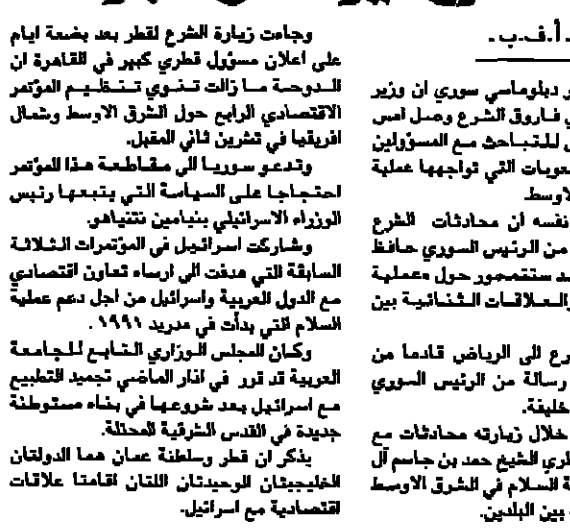 أ.ف.ب.
ر دبلوماسي سوري ان وزير
ي فاروق الشرع وصل امس
للتباحث مع المسؤولين
عوبات التي تواجهها عملية
لاوسط.
نفسه ان محادثات الشرع
من الرئيس السوري حافظ
ستتمحور حول «عملية
والعلاقات الثنائية بين
رع الى الرياض قادما من
رسالة من الرئيس السوري
خليفة.
خلال زيارته محادثات مع
طري الشيخ حمد بن جاسم آل
ة السلام في الشرق الاوسط
بين البلدين.
وجاءت زيارة الشرع لقطر بعد بضعة ايام
على اعلان مسؤول قطري كبير في القاهرة ان
الدوحة ما زالت تنوي تنظيم المؤتمر
الاقتصادي الرابع حول الشرق الاوسط وشمال
افريقيا في تشرين ثاني المقبل.
وتدعو سوريا الى مقاطعة هذا المؤتمر
احتجاجا على السياسة التي يتبعها رئيس
الوزراء الاسرائيلي بنيامين نتنياهو.
وشاركت اسرائيل في المؤتمرات الثلاثة
السابقة التي هدفت الى ارساء تعاون اقتصادي
مع الدول العربية واسرائيل من اجل دعم عملية
السلام التي بدأت في مدريد ١٩٩١.
وكان المجلس الوزاري التابع للجامعة
العربية قد قرر في اذار الماضي تجميد التطبيع
مع اسرائيل بعد شروعها في بناء مستوطنة
جديدة في القدس الشرقية المحتلة.
يذكر ان قطر وسلطنة عمان هما الدولتان
الخليجيتان الوحيدتان اللتان اقامتا علاقات
اقتصادية مع اسرائيل.